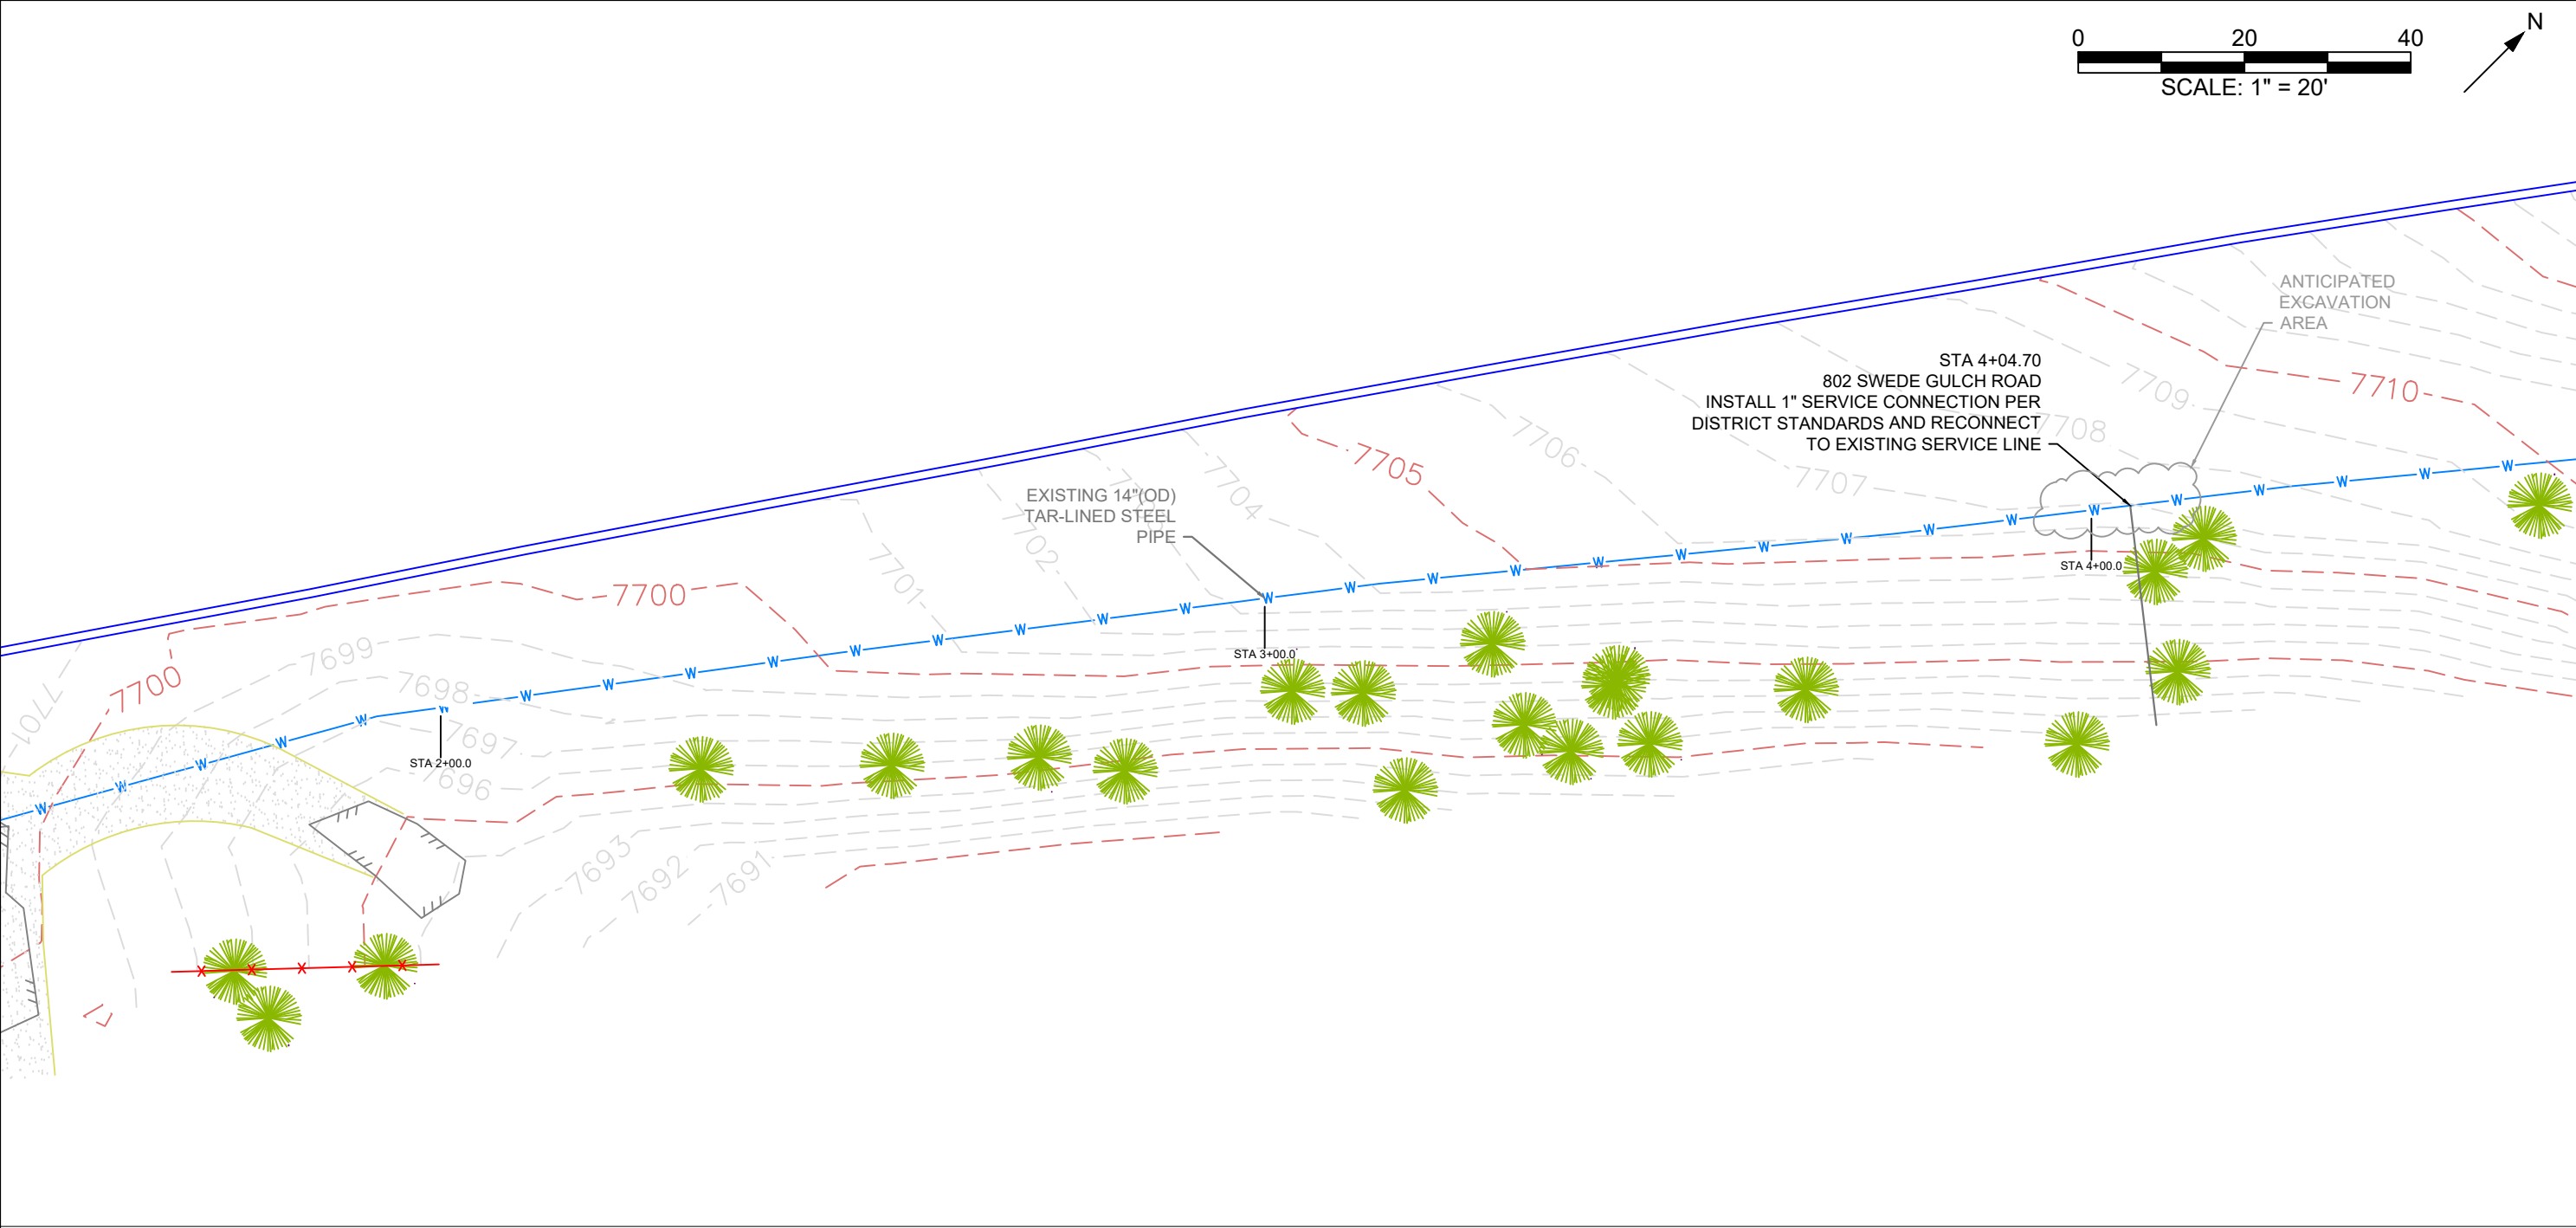 N
0 20 40
SCALE: 1" = 20'
ANTICIPATED
EXCAVATION
AREA
STA 4+04.70
802 SWEDE GULCH ROAD
INSTALL 1" SERVICE CONNECTION PER
DISTRICT STANDARDS AND RECONNECT
TO EXISTING SERVICE LINE
7710
7709
7708
7707
7706
7705
7704
7702
7701
EXISTING 14"(OD)
TAR-LINED STEEL
PIPE
STA 4+00.0
STA 3+00.0
STA 2+00.0
7700
7699
7700
7698
7701
7697
7696
7693
7692
7691
W W W W W W W W W W W W W W W W W W W W W W W W W W W W W W W
X X X X X